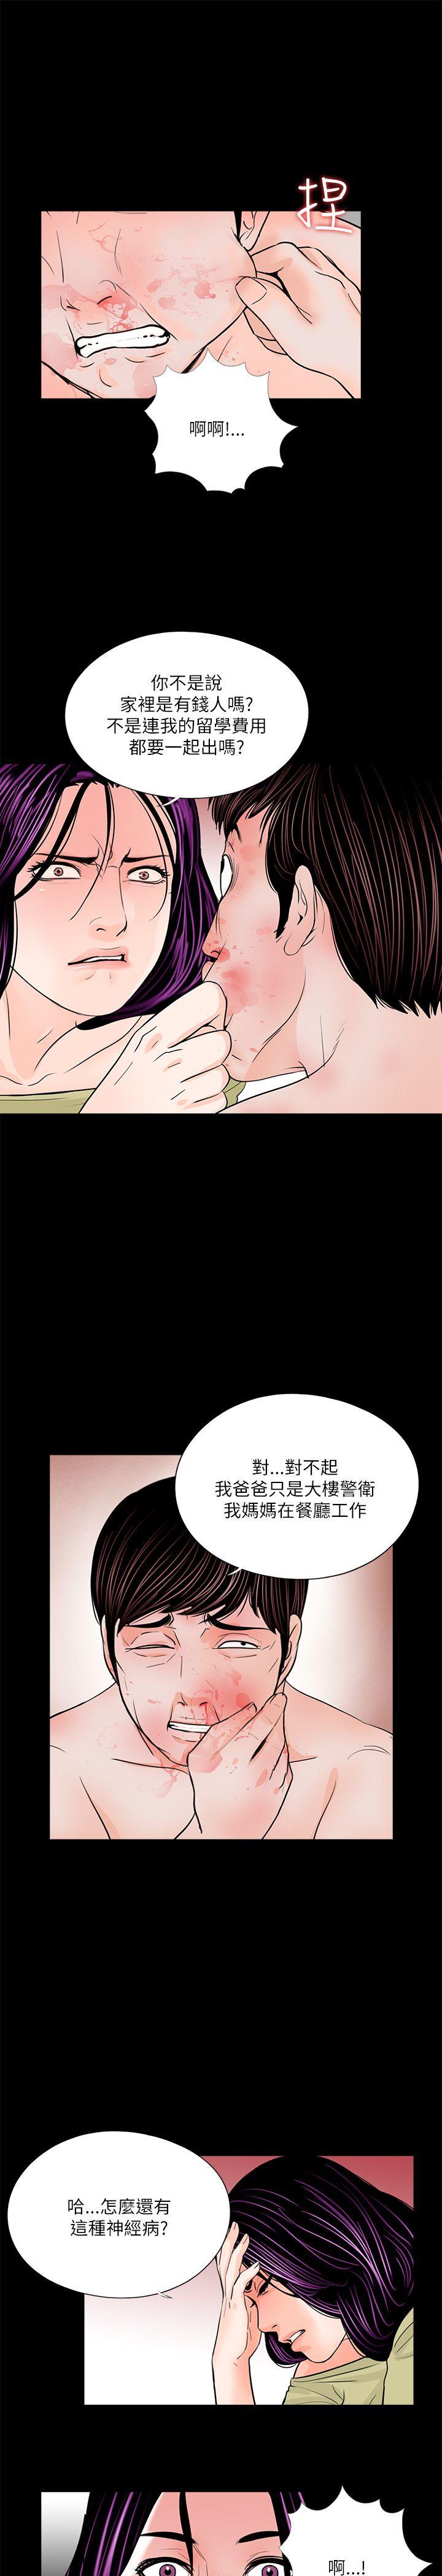 捏
啊啊!...
你不是說
家裡是有錢人嗎?
不是連我的留學費用
都要一起出嗎?
對...對不起
我爸爸只是大樓警衛
我媽媽在餐廳工作
哈...怎麼還有
這種神經病?
啊...!